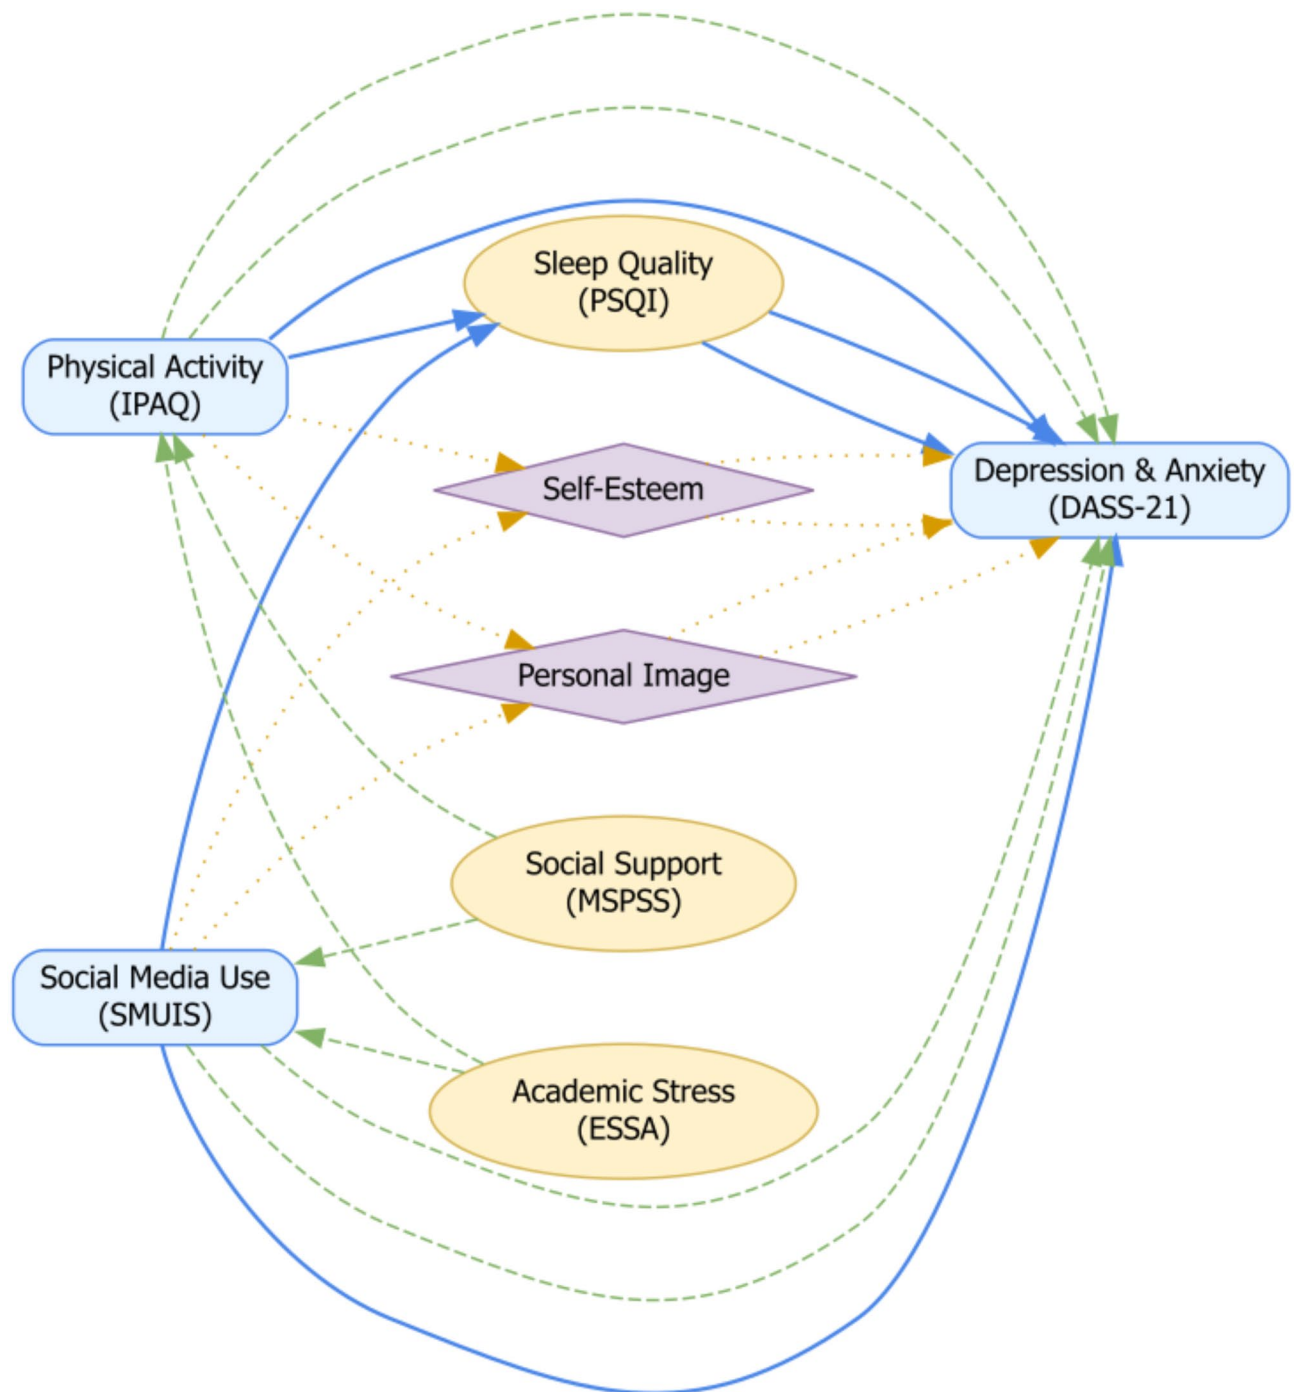 Sleep Quality
(PSQI)
Physical Activity
(IPAQ)
Depression & Anxiety
(DASS-21)
Self-Esteem
Personal Image
Social Support
(MSPSS)
Social Media Use
(SMUIS)
Academic Stress
(ESSA)